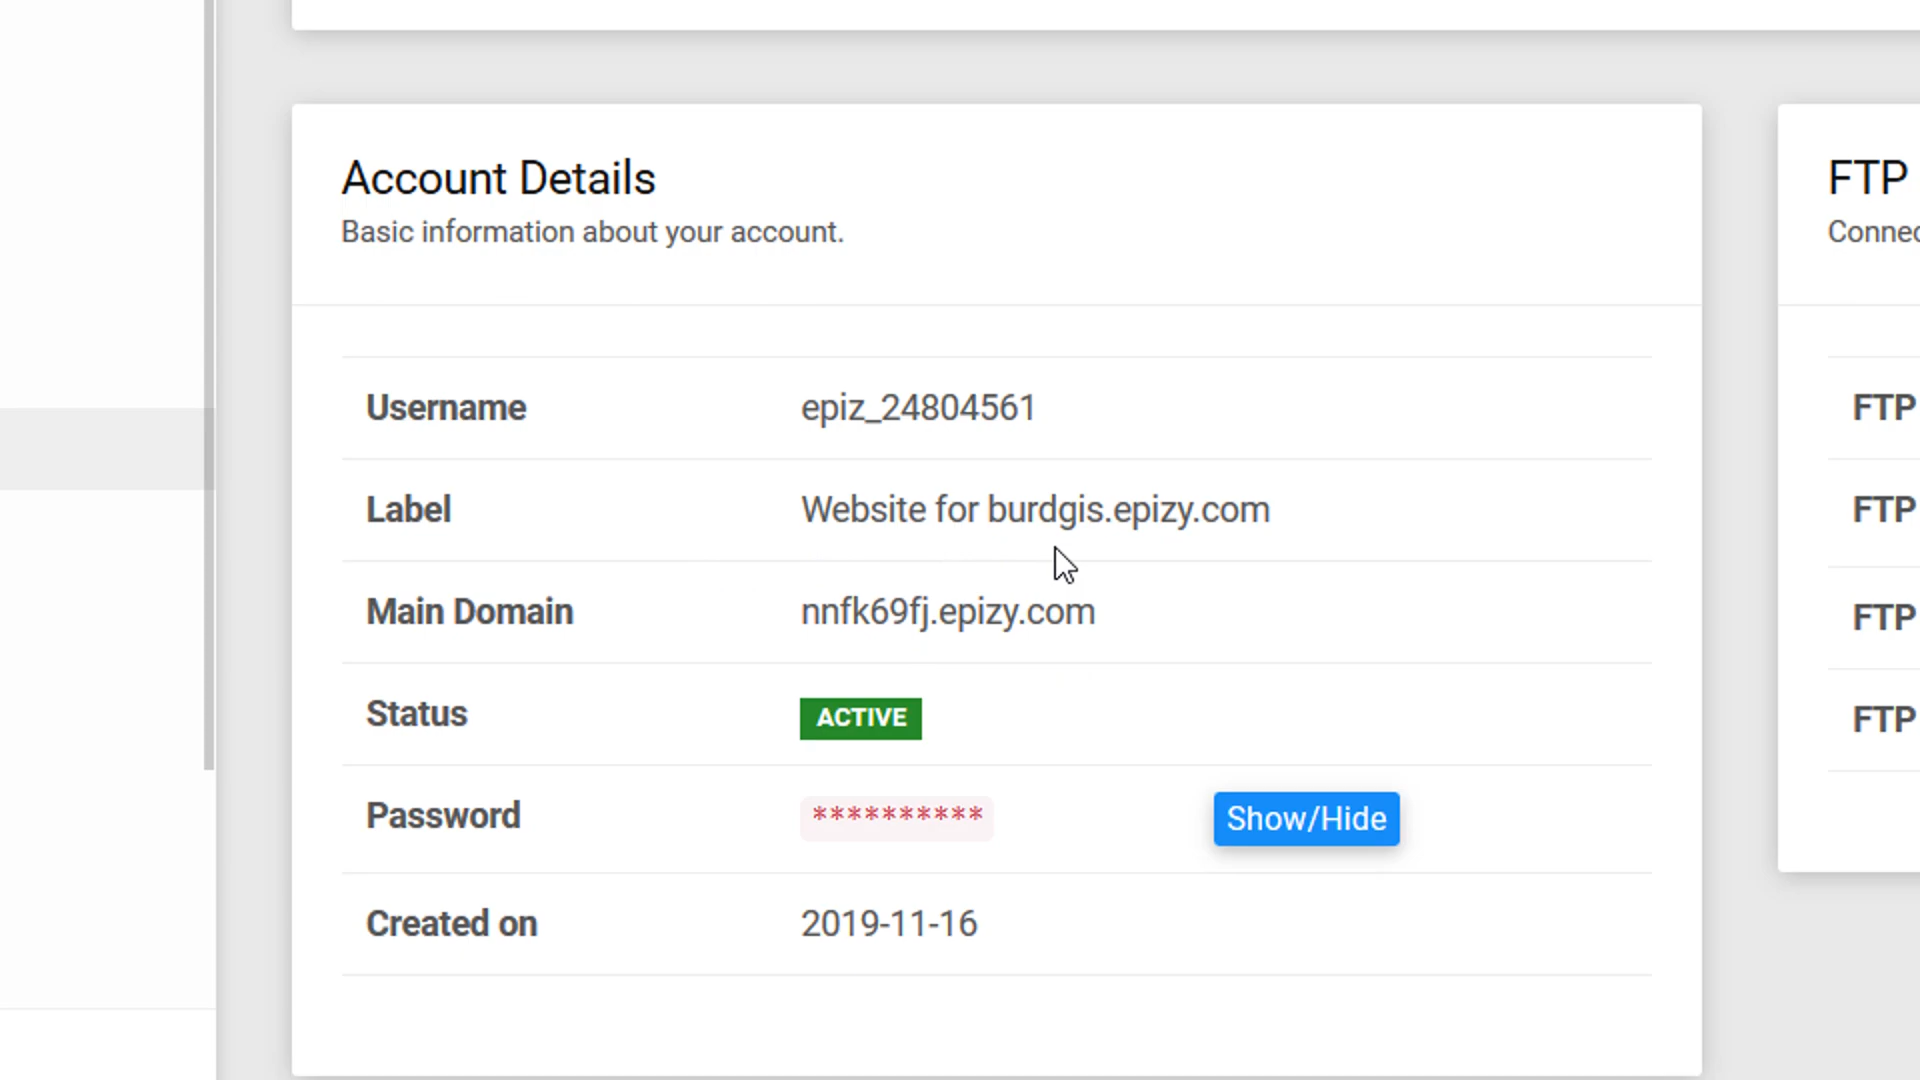 Account Details
Basic information about your account.
Username epiz_24804561
Label Website for burdgis.epizy.com
Main Domain nnfk69fj.epizy.com
Status ACTIVE
Password ********** Show/Hide
Created on 2019-11-16
FTP
Connec
FTP
FTP
FTP
FTP